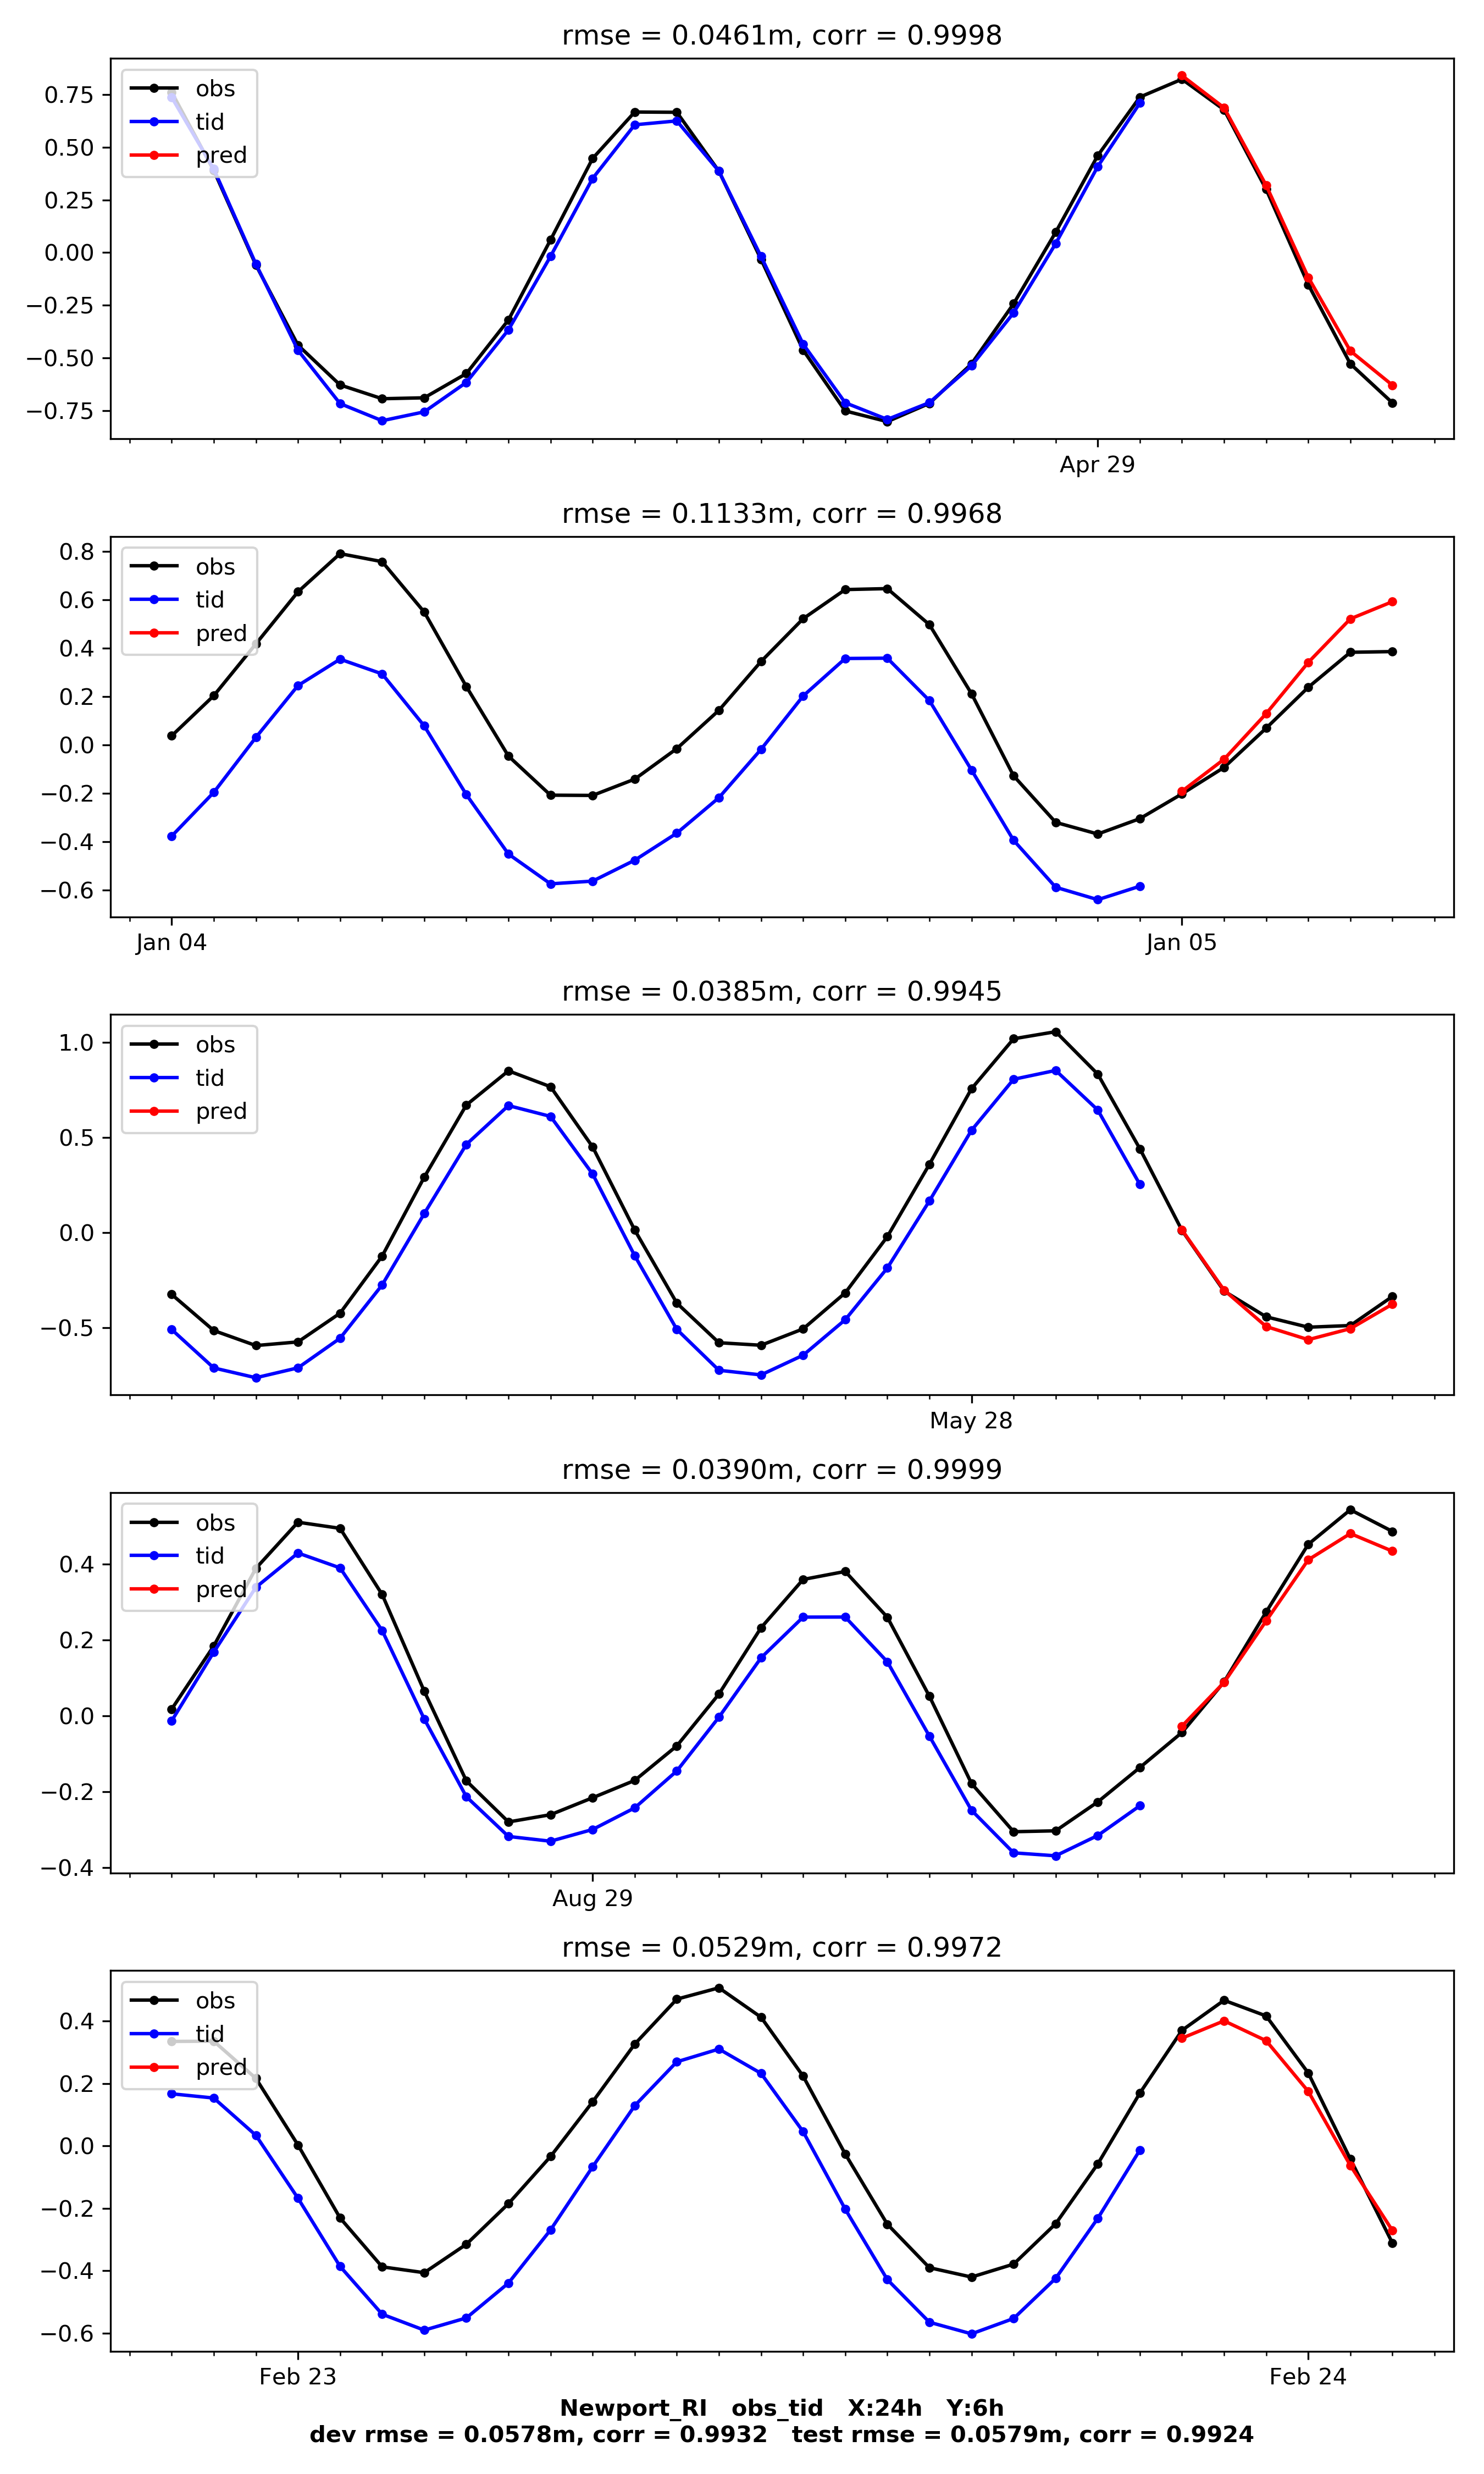 rmse = 0.0461m, corr = 0.9998
obs
tid
pred
0.75
0.50
0.25
0.00
−0.25
−0.50
−0.75
Apr 29
rmse = 0.1133m, corr = 0.9968
obs
tid
pred
0.8
0.6
0.4
0.2
0.0
−0.2
−0.4
−0.6
Jan 04 Jan 05
rmse = 0.0385m, corr = 0.9945
obs
tid
pred
1.0
0.5
0.0
−0.5
May 28
rmse = 0.0390m, corr = 0.9999
obs
tid
pred
0.4
0.2
0.0
−0.2
−0.4
Aug 29
rmse = 0.0529m, corr = 0.9972
obs
tid
pred
0.4
0.2
0.0
−0.2
−0.4
−0.6
Feb 23 Feb 24
Newport_RI obs_tid X:24h Y:6h
dev rmse = 0.0578m, corr = 0.9932 test rmse = 0.0579m, corr = 0.9924